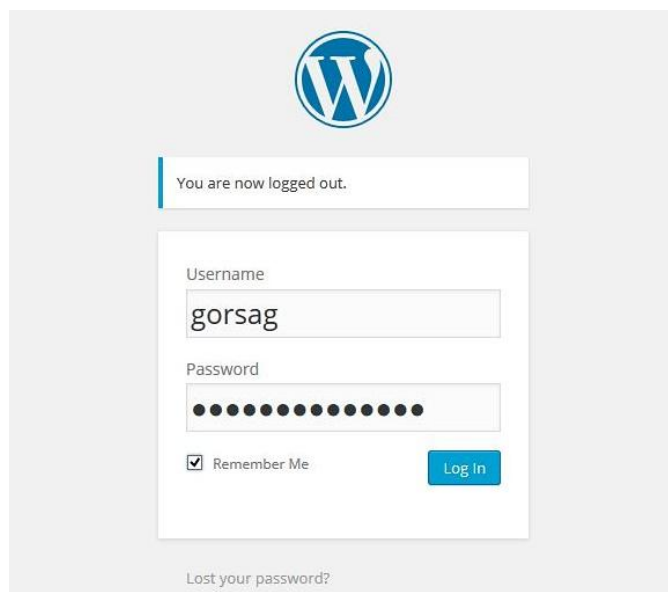 You are now logged out.
Username
gorsag
Password
●●●●●●●●●●●●●●
Remember Me
Log In
Lost your password?